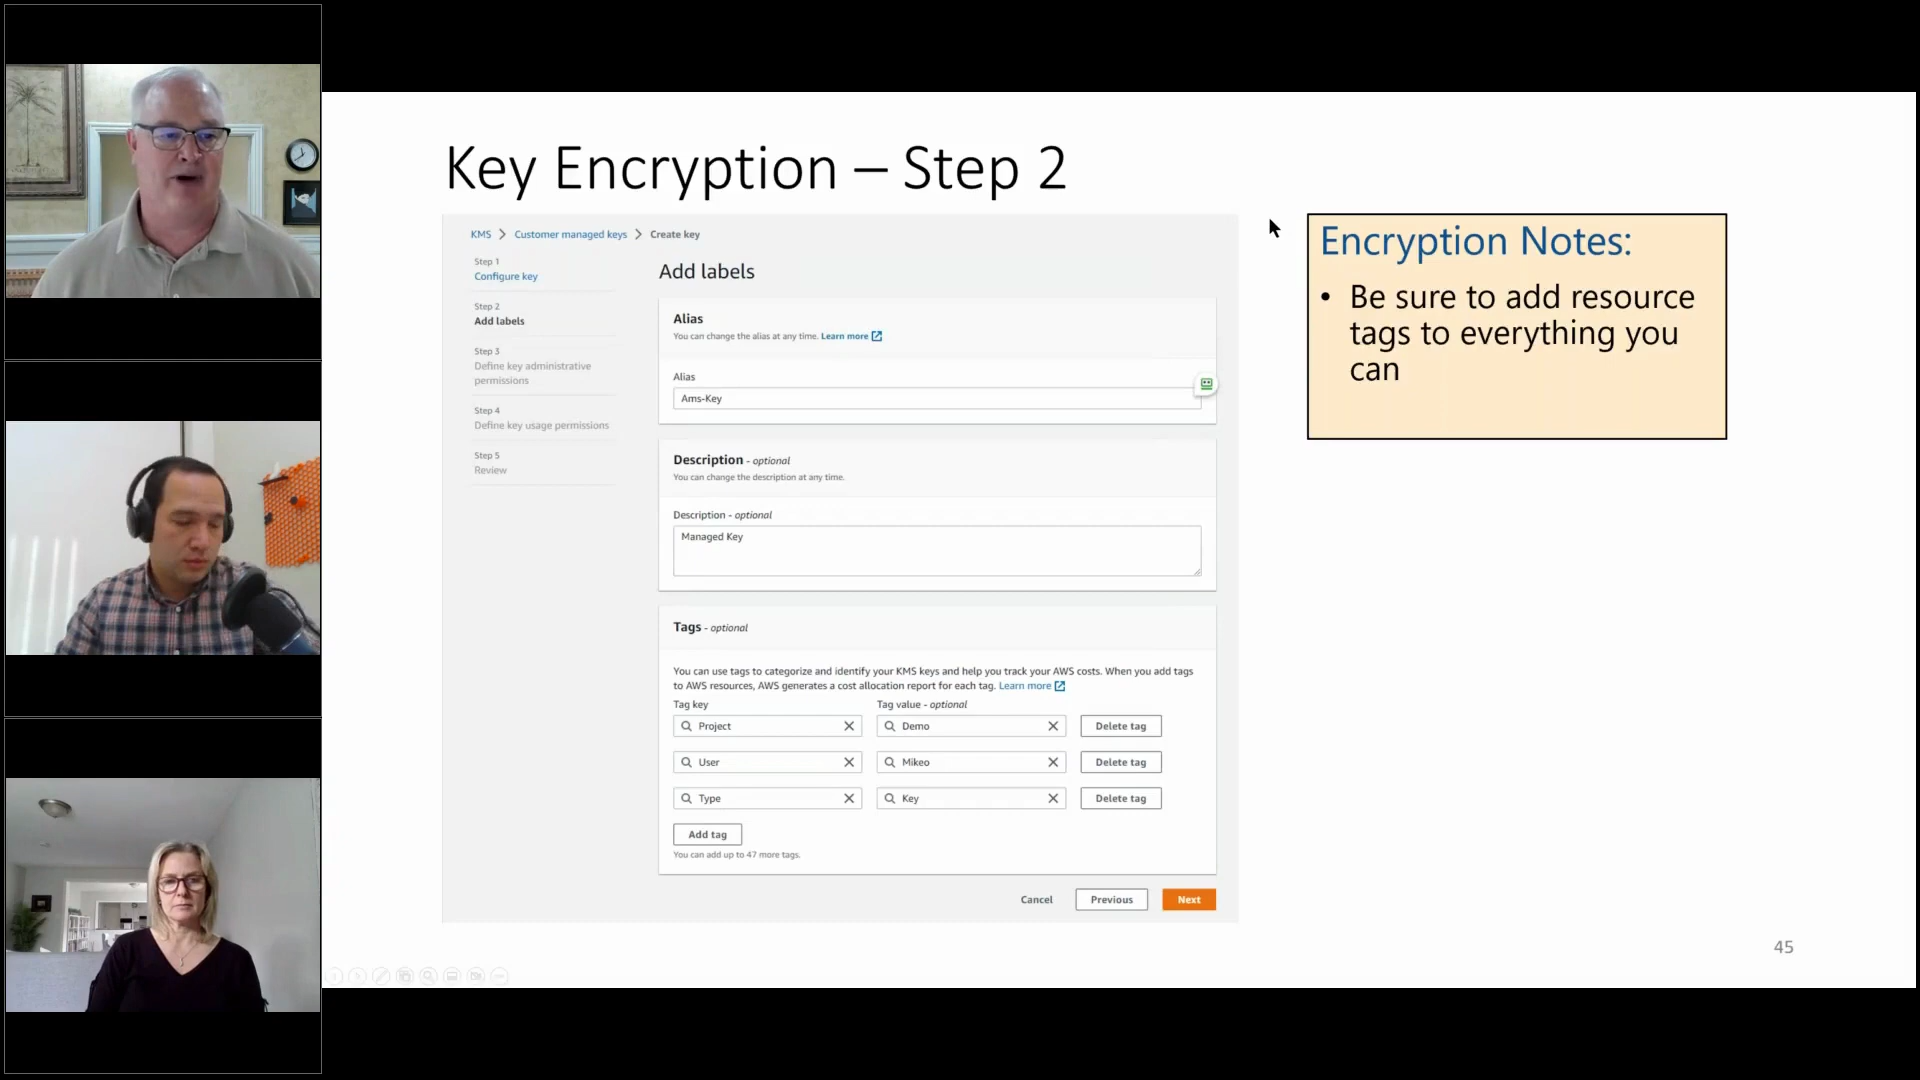 Key Encryption – Step 2
KMS > Customer managed keys > Create key
Step 1
Configure key
Step 2
Add labels
Step 3
Define key administrative
permissions
Step 4
Define key usage permissions
Step 5
Review
Add labels
Alias
You can change the alias at any time. Learn more
Alias
Ams-Key
Description - optional
You can change the description at any time.
Description - optional
Managed Key
Tags - optional
You can use tags to categorize and identify your KMS keys and help you track your AWS costs. When you add tags
to AWS resources, AWS generates a cost allocation report for each tag. Learn more
Tag key Tag value - optional
Project Demo Delete tag
User Mikeo Delete tag
Type Key Delete tag
Add tag
You can add up to 47 more tags.
Cancel Previous Next
Encryption Notes:
• Be sure to add resource
tags to everything you
can
45